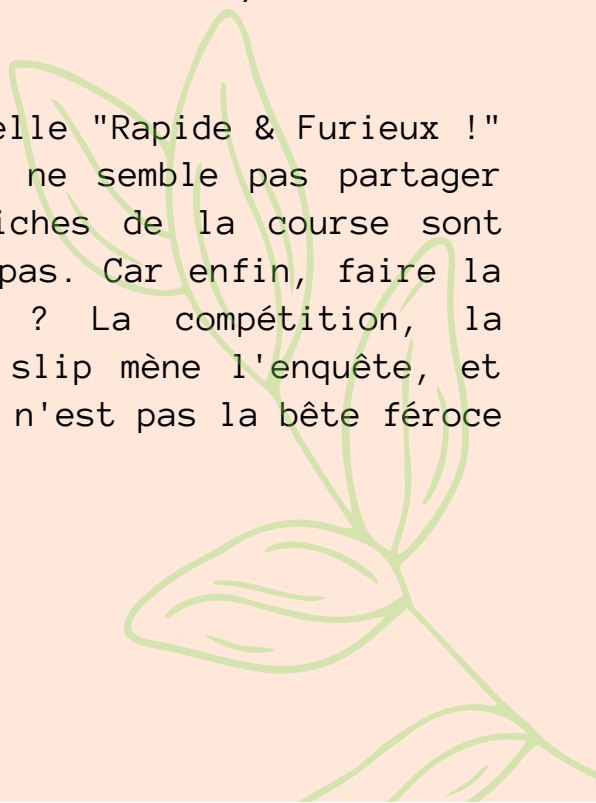 elle "Rapide & Furieux !"
ne semble pas partager
iches de la course sont
pas. Car enfin, faire la
? La compétition, la
slip mène l'enquête, et
n'est pas la bête féroce